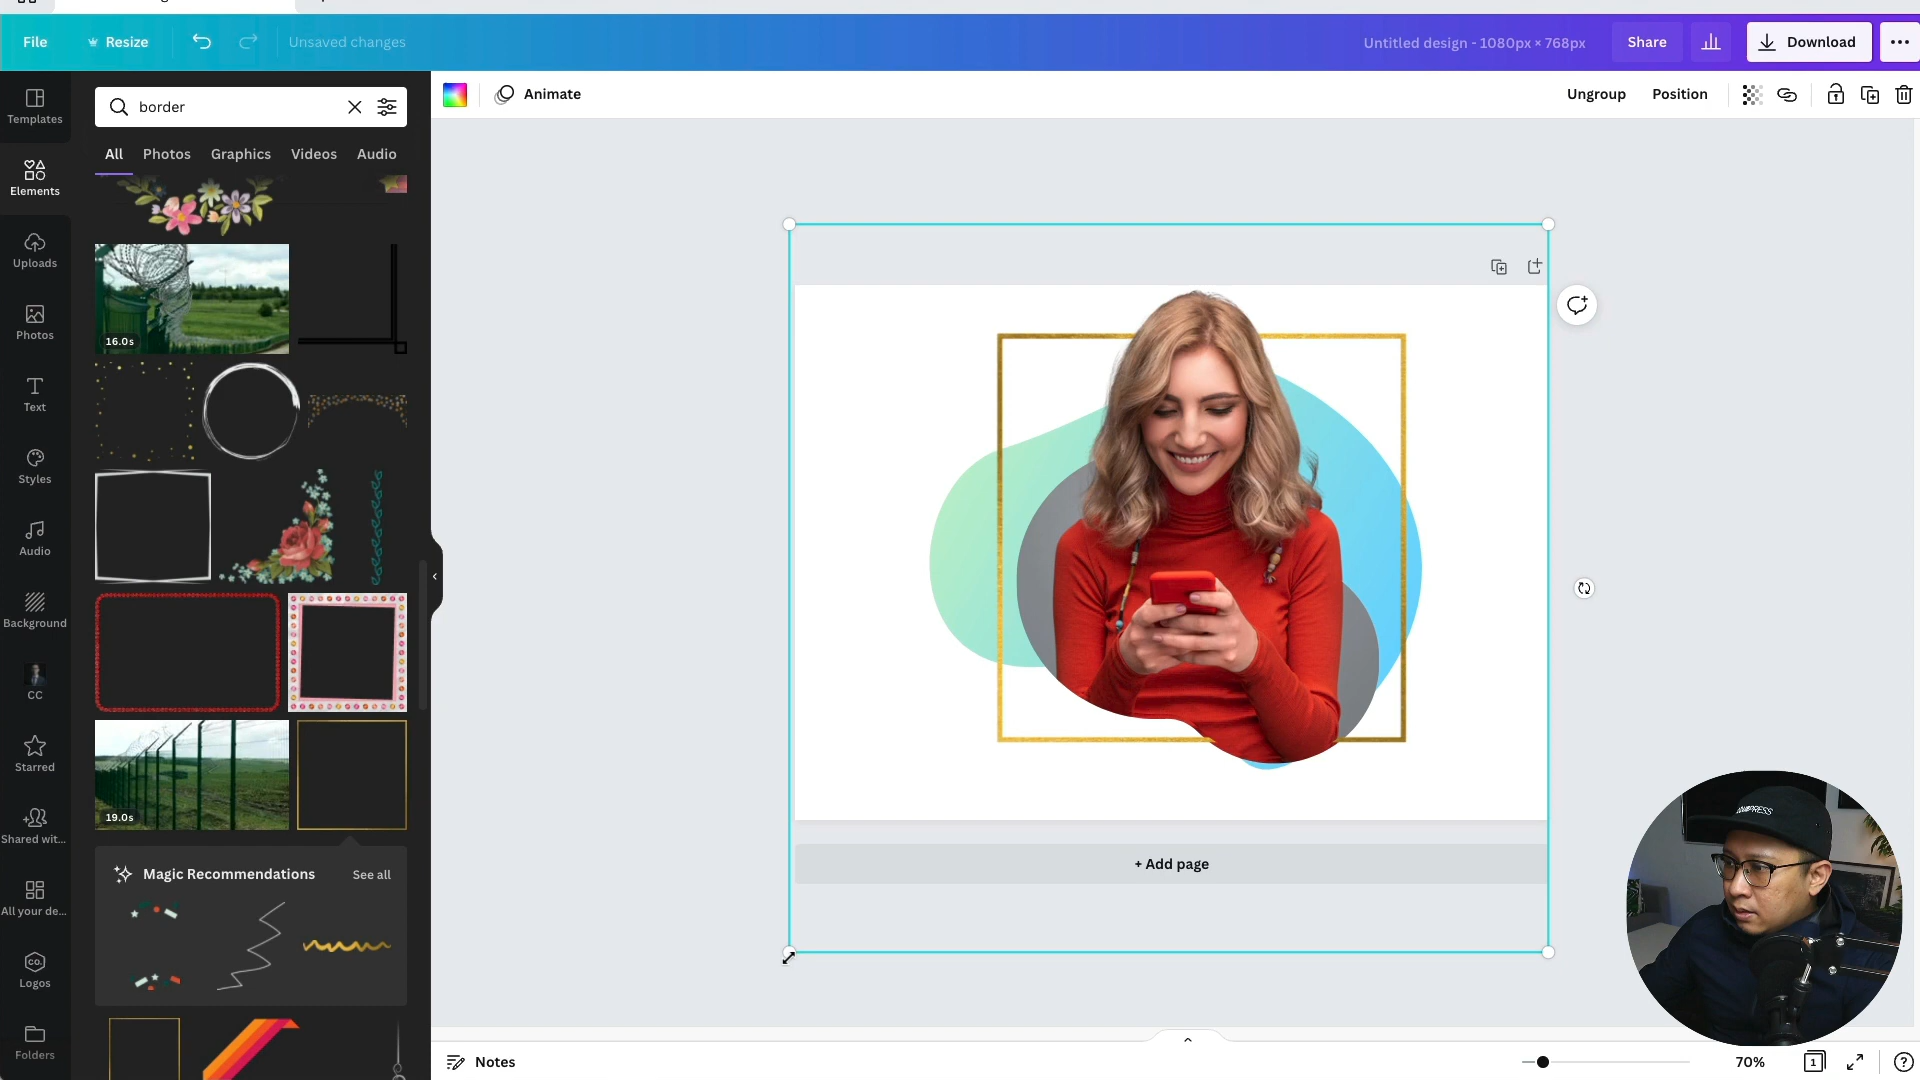 File
Resize
Unsaved changes
Untitled design - 1080px × 768px
Share
Download
Templates
border
Animate
Ungroup
Position
All
Photos
Graphics
Videos
Audio
Elements
Uploads
16.0s
Photos
Text
Styles
Audio
Background
CC
Starred
19.0s
Shared wit...
+ Add page
Magic Recommendations
See all
All your de...
CO.
Logos
Folders
Notes
70%
1